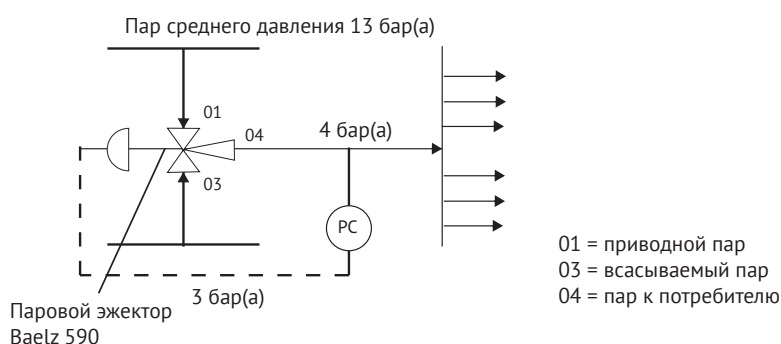 Пар среднего давления 13 бар(а)
01
04
4 бар(а)
03
PC
01 = приводной пар
03 = всасываемый пар
04 = пар к потребителю
3 бар(а)
Паровой эжектор
Baelz 590